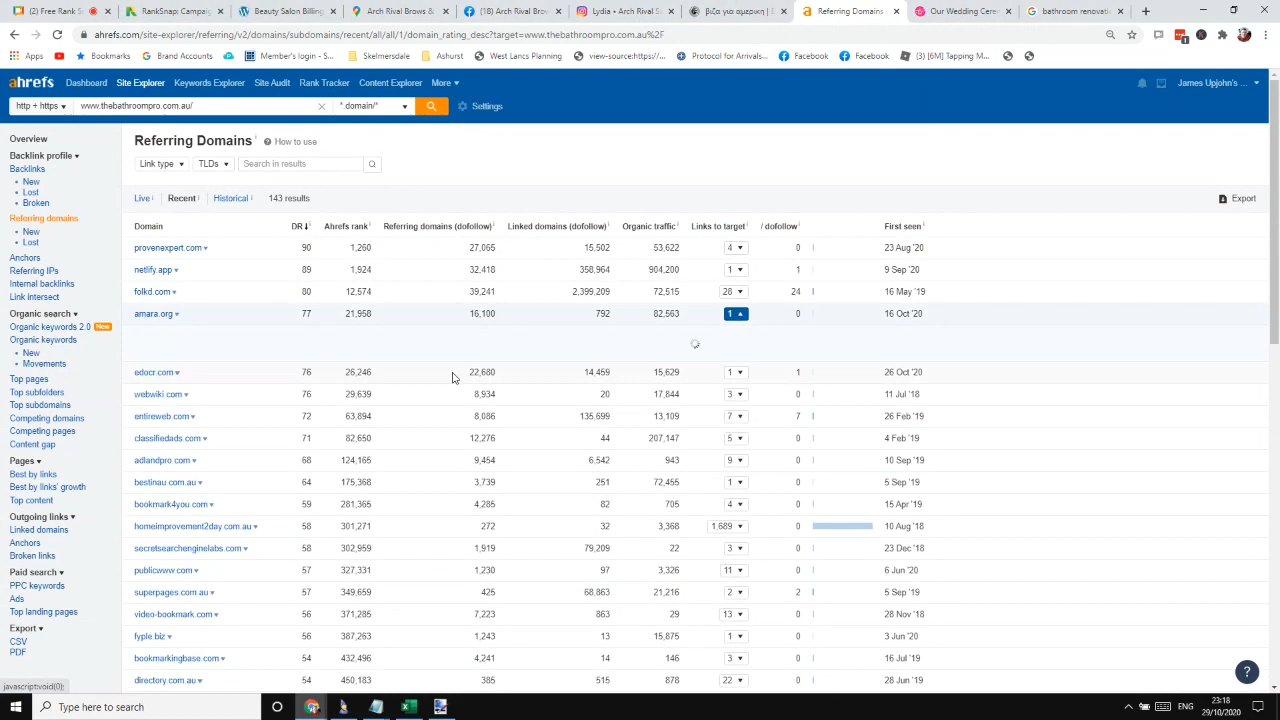 (2) Free Rank S
RankSnap: Campaig
Beauty Salon Billing
Arch Rival Brows &
(18) Arch Rival Brow
Lydia + Arch Rival S
βίζα για αμερικη |
Referring Domains
Our Wedding Cere
bathroom renovatio
ahrefs.com/site-explorer/referring/v2/domains/subdomains/recent/all/all/1/domain_rating_desc?target=www.thebathroompro.com.au%2F
Apps
Bookmarks
Brand Accounts
Member's login - S...
Skelmersdale
Ashurst
West Lancs Planning
view-source:https:/...
Protocol for Arrivals...
Facebook
Facebook
(3) [6M] Tapping M...
ahrefs
Dashboard
Site Explorer
Keywords Explorer
Site Audit
Rank Tracker
Content Explorer
More
James Upjohn's ...
http + https
www.thebathroompro.com.au/
*.domain/*
Settings
Overview
Backlink profile
Backlinks
New
Lost
Broken
Referring domains
New
Lost
Anchors
Referring IPs
Internal backlinks
Link intersect
Organic search
Organic keywords 2.0 New
Organic keywords
New
Movements
Top pages
Top subfolders
Top subdomains
Competing domains
Competing pages
Content gap
Pages
Best by links
Best by links' growth
Top content
Outgoing links
Linked domains
Anchors
Broken links
Paid search
PPC keywords
Ads
Top landing pages
Export
CSV
PDF
Referring Domains How to use
Link type TLDs Search in results
Live Recent Historical 143 results Export
Domain DR Ahrefs rank Referring domains (dofollow) Linked domains (dofollow) Organic traffic Links to target / dofollow First seen
provenexpert.com 90 1,260 27,065 15,502 53,622 4 0 23 Aug '20
netlify.app 89 1,924 32,418 358,964 904,200 1 1 9 Sep '20
folkd.com 80 12,574 39,241 2,399,209 72,515 28 24 16 May '19
amara.org 77 21,958 16,100 792 82,563 1 0 16 Oct '20
edocr.com 76 26,246 22,680 14,459 15,629 1 1 26 Oct '20
webwiki.com 76 29,639 8,934 20 17,844 3 0 11 Jul '18
entireweb.com 72 63,894 8,086 135,699 13,109 7 7 26 Feb '19
classifiedads.com 71 82,650 12,276 44 207,147 5 0 4 Feb '19
adlandpro.com 68 124,165 9,454 6,542 943 9 0 10 Sep '19
bestinau.com.au 64 175,368 3,739 251 72,455 1 0 5 Sep '19
bookmark4you.com 59 281,365 4,285 82 705 4 0 15 Apr '19
homeimprovement2day.com.au 58 301,271 272 32 3,368 1,689 0 10 Aug '18
secretsearchenginelabs.com 58 302,959 1,919 79,209 22 3 0 23 Dec '18
publicwww.com 57 327,331 1,230 97 3,326 11 0 6 Jun '20
superpages.com.au 57 349,659 425 68,863 21,216 2 2 5 Sep '19
video-bookmark.com 56 371,285 7,223 863 29 13 0 28 Nov '18
fyple.biz 56 387,263 1,243 13 15,875 1 0 3 Jun '20
bookmarkingbase.com 54 432,496 4,241 14 146 3 0 16 Jul '19
directory.com.au 54 450,183 385 515 878 22 0 28 Jun '19
javascript:void(0);
?
Type here to search
ENG
23:18
29/10/2020